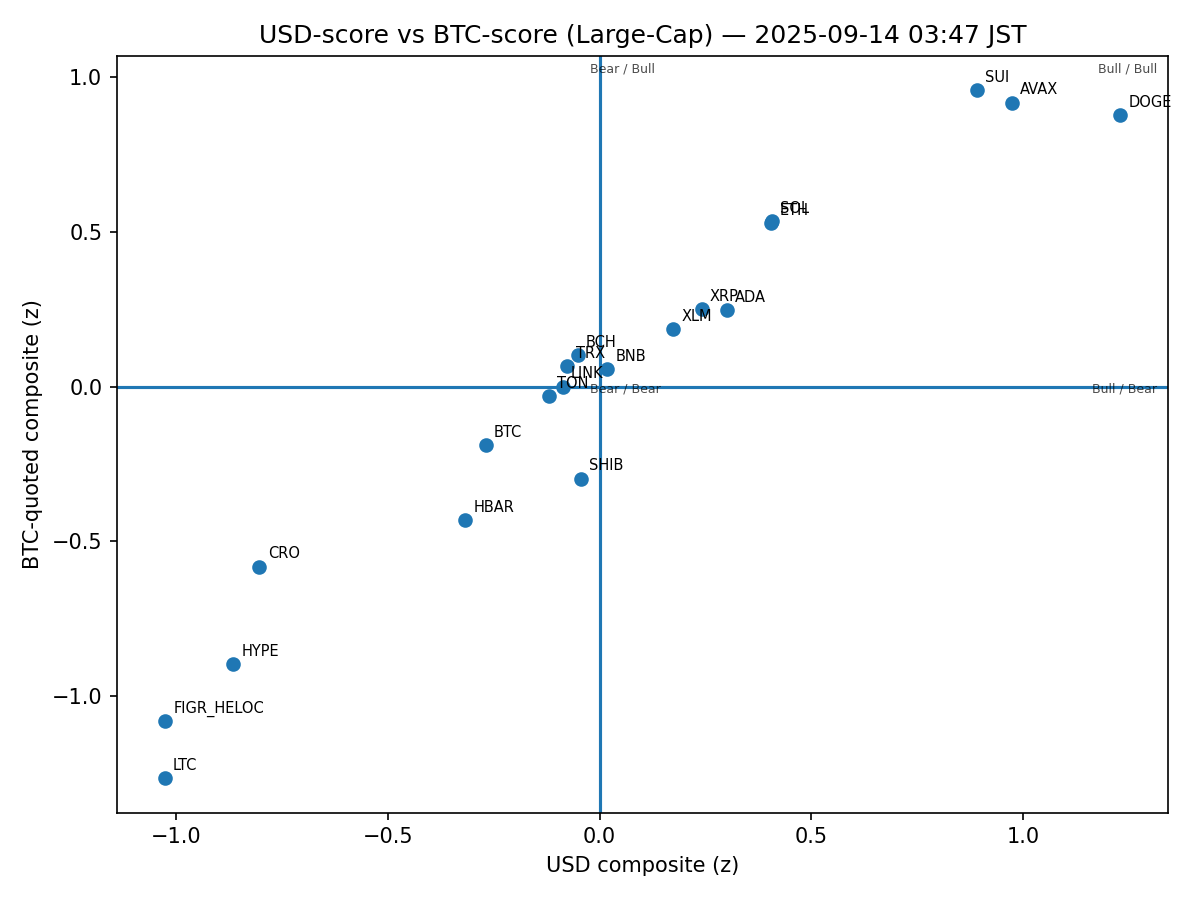 USD-score vs BTC-score (Large-Cap) — 2025-09-14 03:47 JST
Bear / Bull
Bull / Bull
SUI
AVAX
DOGE
SOL
ETH
XRP
ADA
XLM
BCH
TRX
BNB
LINK
TON
Bear / Bear
Bull / Bear
BTC
SHIB
HBAR
CRO
HYPE
FIGR_HELOC
LTC
1.0
0.5
0.0
−0.5
−1.0
BTC-quoted composite (z)
−1.0
−0.5
0.0
0.5
1.0
USD composite (z)